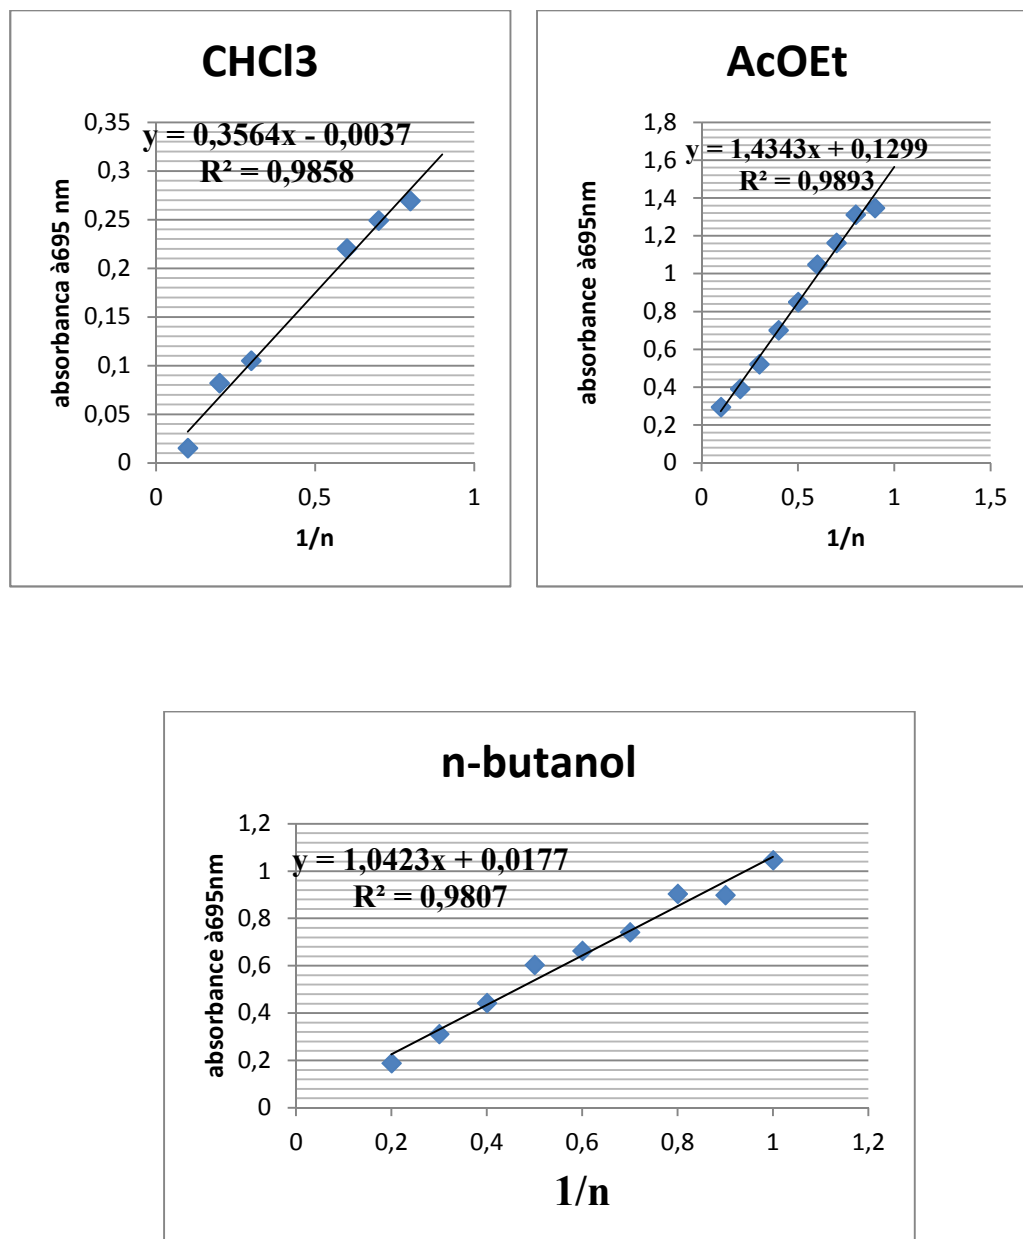 CHCl3
absorbanca à695 nm
0,35
0,3
0,25
0,2
0,15
0,1
0,05
0
y = 0,3564x - 0,0037
R² = 0,9858
0
0,5
1
1/n
AcOEt
absorbance à695nm
1,8
1,6
1,4
1,2
1
0,8
0,6
0,4
0,2
0
y = 1,4343x + 0,1299
R² = 0,9893
0
0,5
1
1,5
1/n
n-butanol
absorbance à695nm
1,2
1
0,8
0,6
0,4
0,2
0
y = 1,0423x + 0,0177
R² = 0,9807
0
0,2
0,4
0,6
0,8
1
1,2
1/n